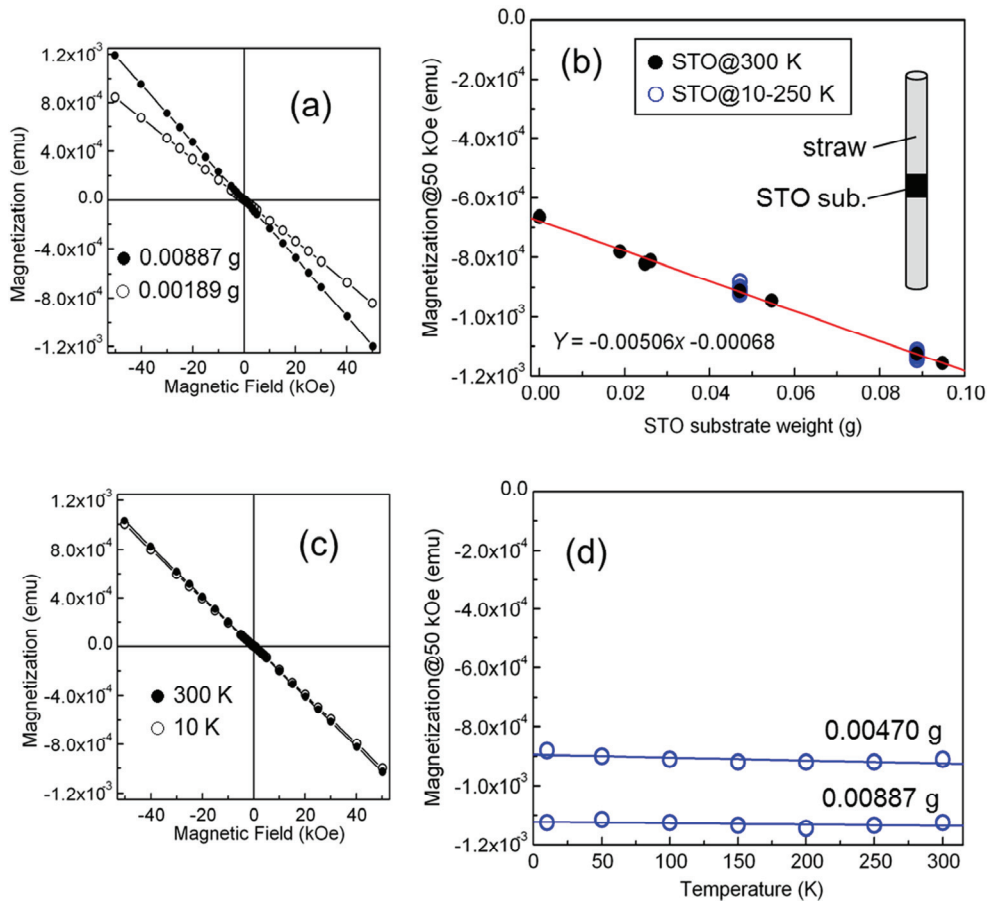 1.2x10⁻³
8.0x10⁻⁴
4.0x10⁻⁴
0.0
-4.0x10⁻⁴
-8.0x10⁻⁴
-1.2x10⁻³
Magnetization (emu)
(a)
0.00887 g
0.00189 g
-40 -20 0 20 40
Magnetic Field (kOe)
0.0
-2.0x10⁻⁴
-4.0x10⁻⁴
-6.0x10⁻⁴
-8.0x10⁻⁴
-1.0x10⁻³
-1.2x10⁻³
Magnetization@50 kOe (emu)
(b)
STO@300 K
STO@10-250 K
straw
STO sub.
Y = -0.00506x -0.00068
0.00 0.02 0.04 0.06 0.08 0.10
STO substrate weight (g)
1.2x10⁻³
8.0x10⁻⁴
4.0x10⁻⁴
0.0
-4.0x10⁻⁴
-8.0x10⁻⁴
-1.2x10⁻³
Magnetization (emu)
(c)
300 K
10 K
-40 -20 0 20 40
Magnetic Field (kOe)
0.0
-2.0x10⁻⁴
-4.0x10⁻⁴
-6.0x10⁻⁴
-8.0x10⁻⁴
-1.0x10⁻³
-1.2x10⁻³
Magnetization@50 kOe (emu)
(d)
0.00470 g
0.00887 g
0 50 100 150 200 250 300
Temperature (K)